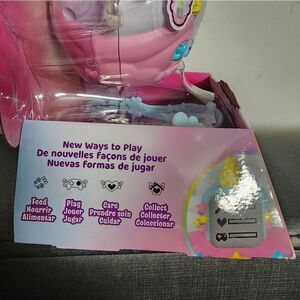 New Ways to Play
De nouvelles façons de jouer
Nuevas formas de jugar
Feed
Nourrir
Alimentar
Play
Jouer
Jugar
Care
Prendre soin
Cuidar
Collect
Collecter
Coleccionar